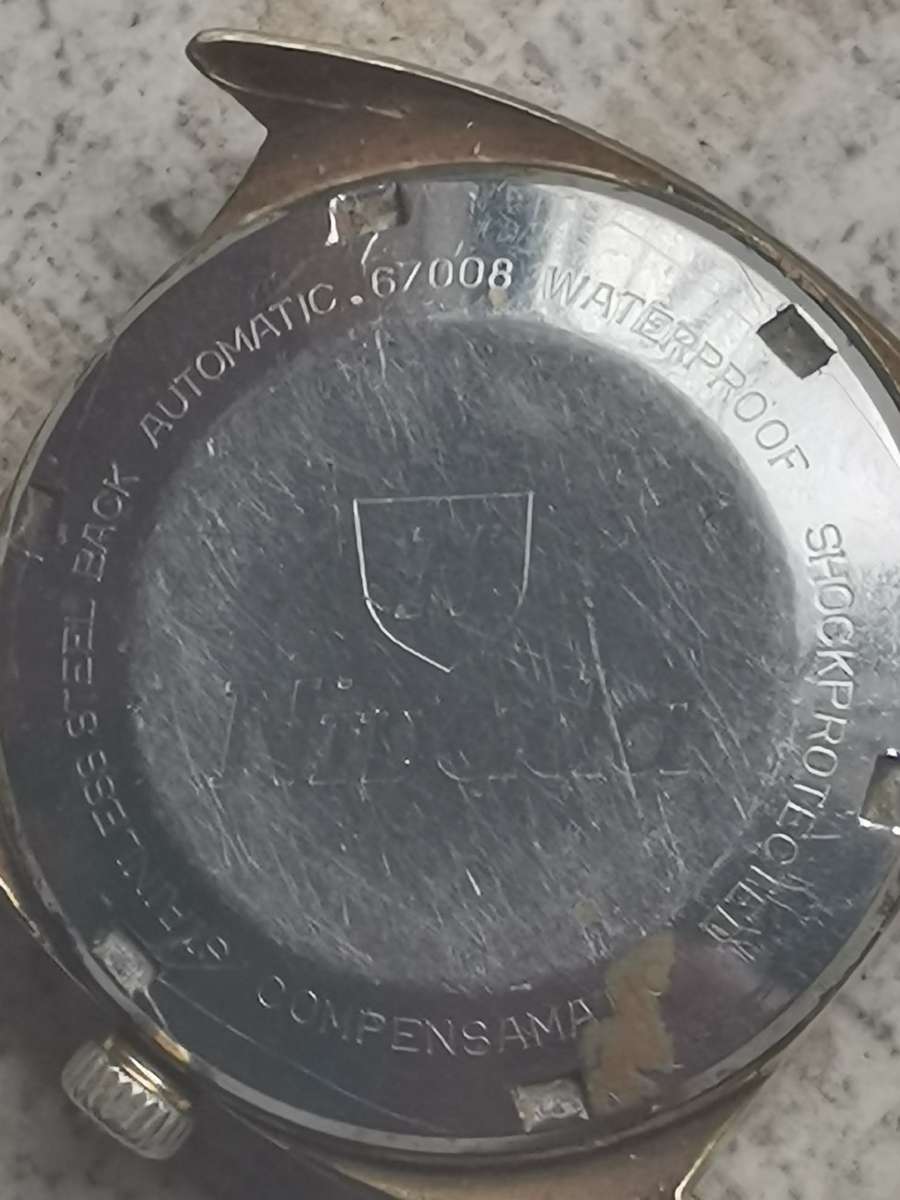 AUTOMATIC . 67008 WATERPROOF SHOCKPROTECTED
COMPENSAMA
STAINLESS STEEL BACK